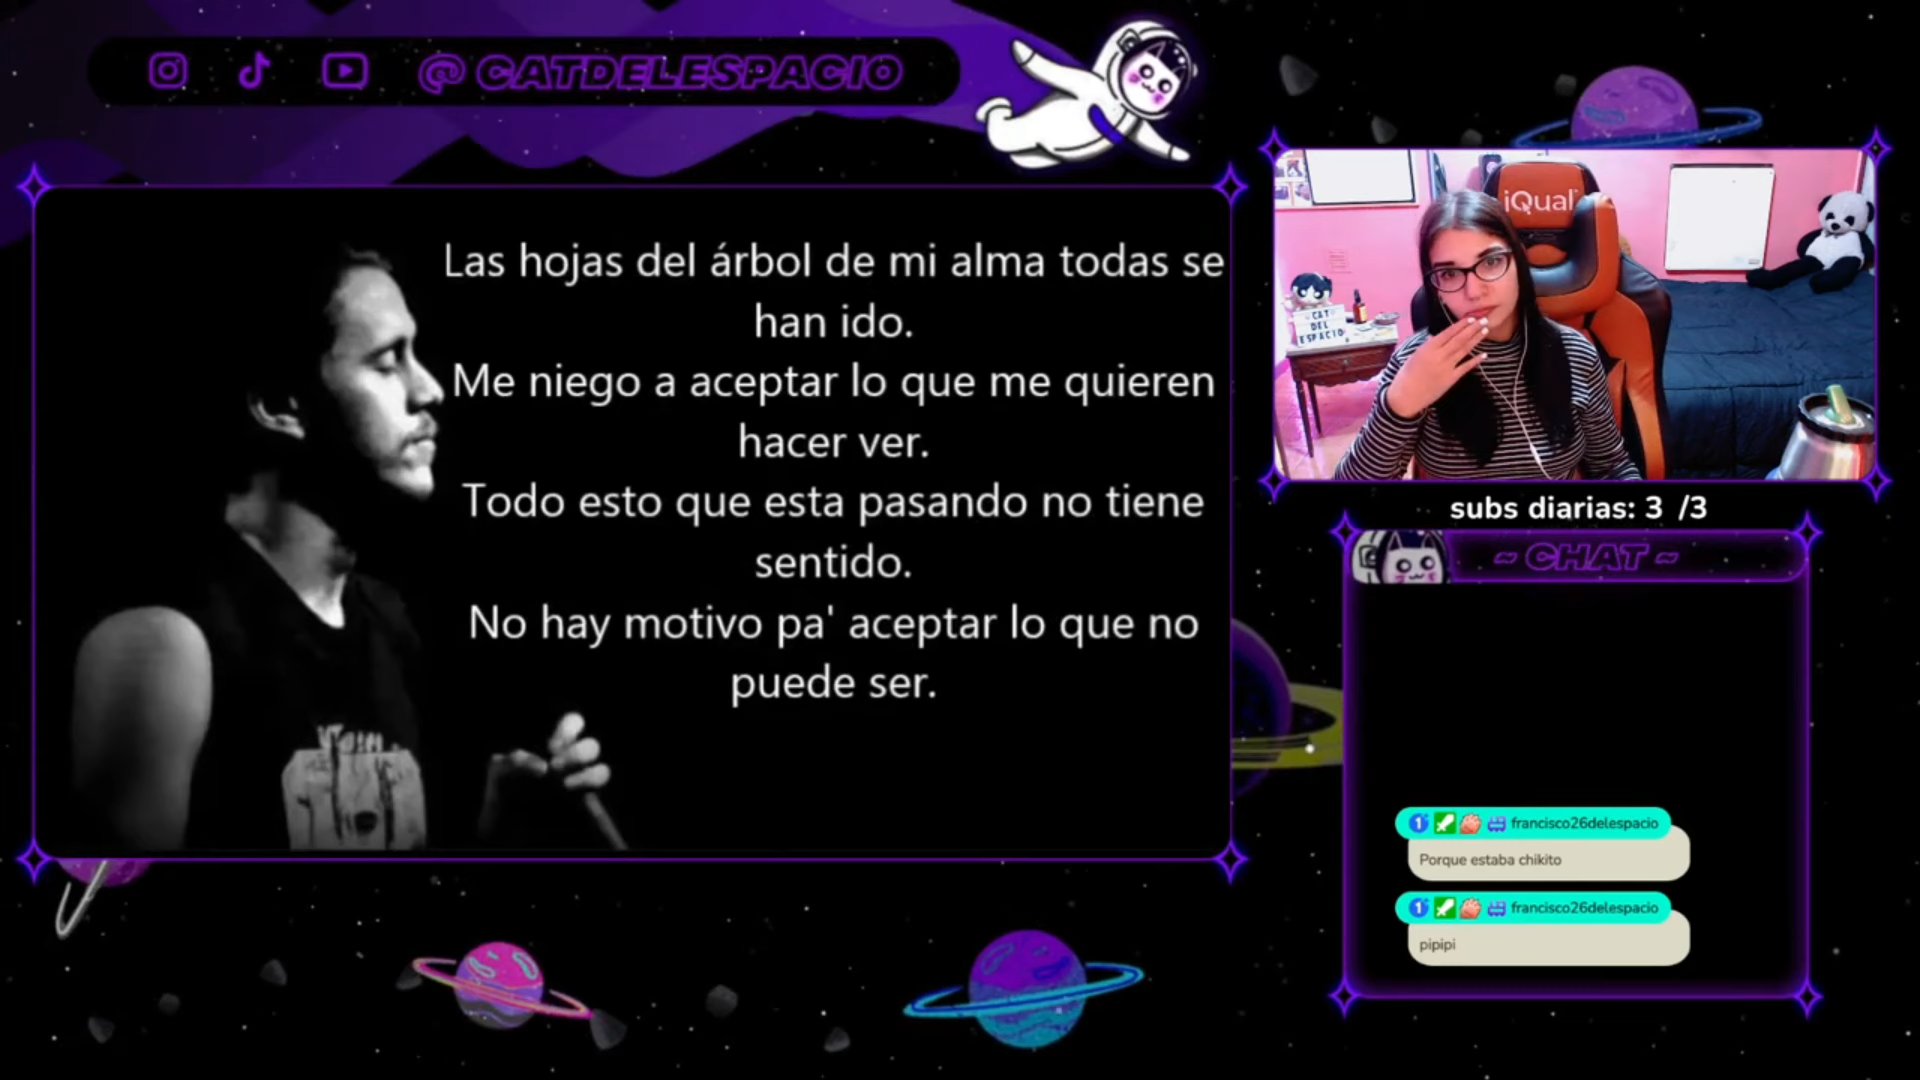 @ CATDELESPACIO
Las hojas del árbol de mi alma todas se
han ido.
Me niego a aceptar lo que me quieren
hacer ver.
Todo esto que esta pasando no tiene
sentido.
No hay motivo pa' aceptar lo que no
puede ser.
iQual
CAT
DEL
ESPACIO
subs diarias: 3 /3
~ CHAT ~
1 francisco26delespacio
Porque estaba chikito
1 francisco26delespacio
pipipi